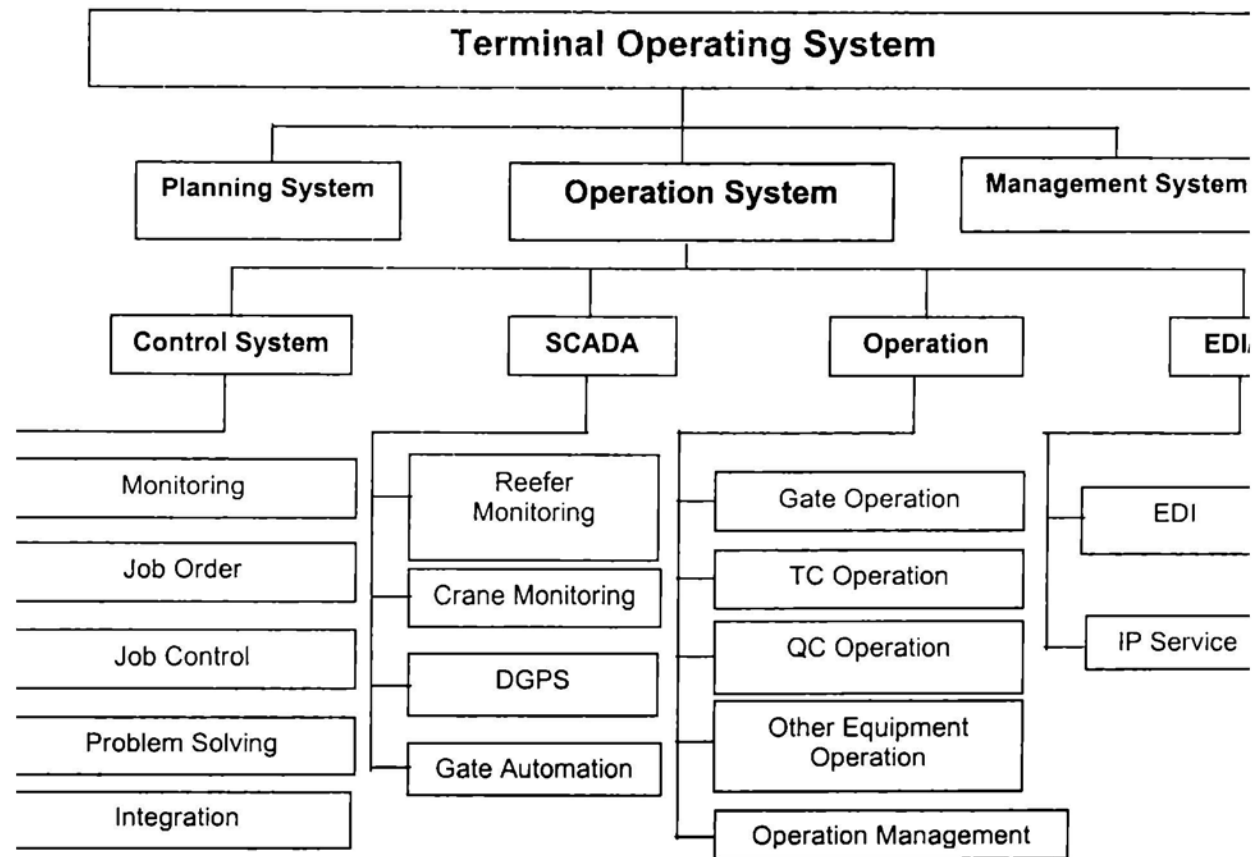 Terminal Operating System
Planning System
Operation System
Management System
Control System
SCADA
Operation
EDI/
Monitoring
Job Order
Job Control
Problem Solving
Integration
Reefer
Monitoring
Crane Monitoring
DGPS
Gate Automation
Gate Operation
TC Operation
QC Operation
Other Equipment
Operation
Operation Management
EDI
IP Service